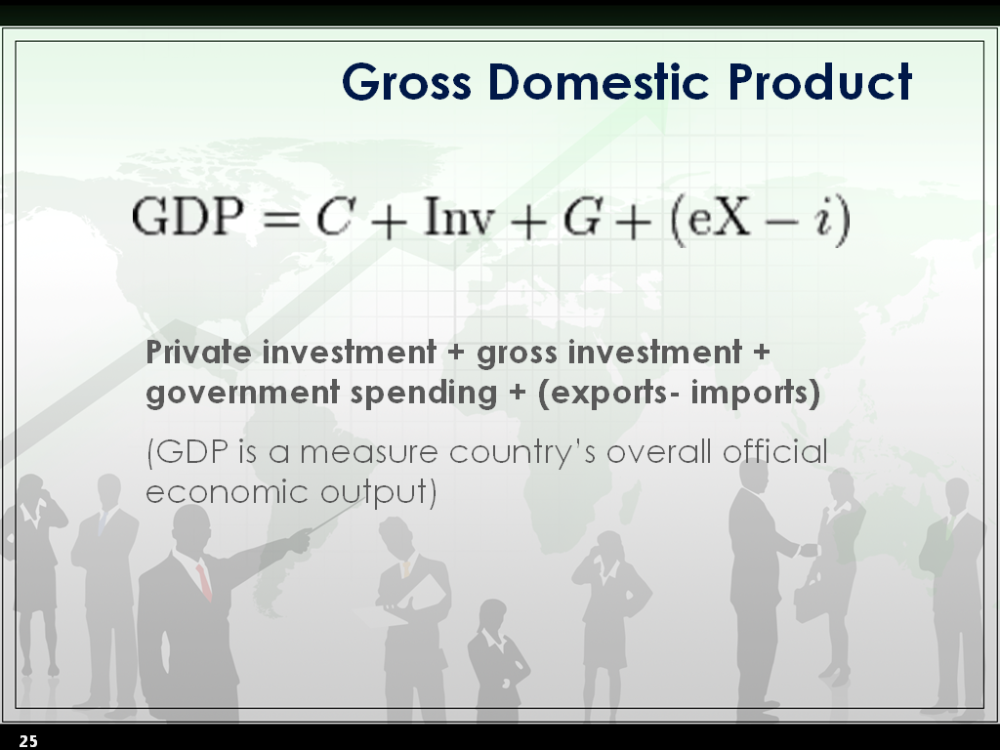 Gross Domestic Product
GDP = C + Inv + G + (eX − i)
Private investment + gross investment +
government spending + (exports- imports)
(GDP is a measure country's overall official
economic output)
25